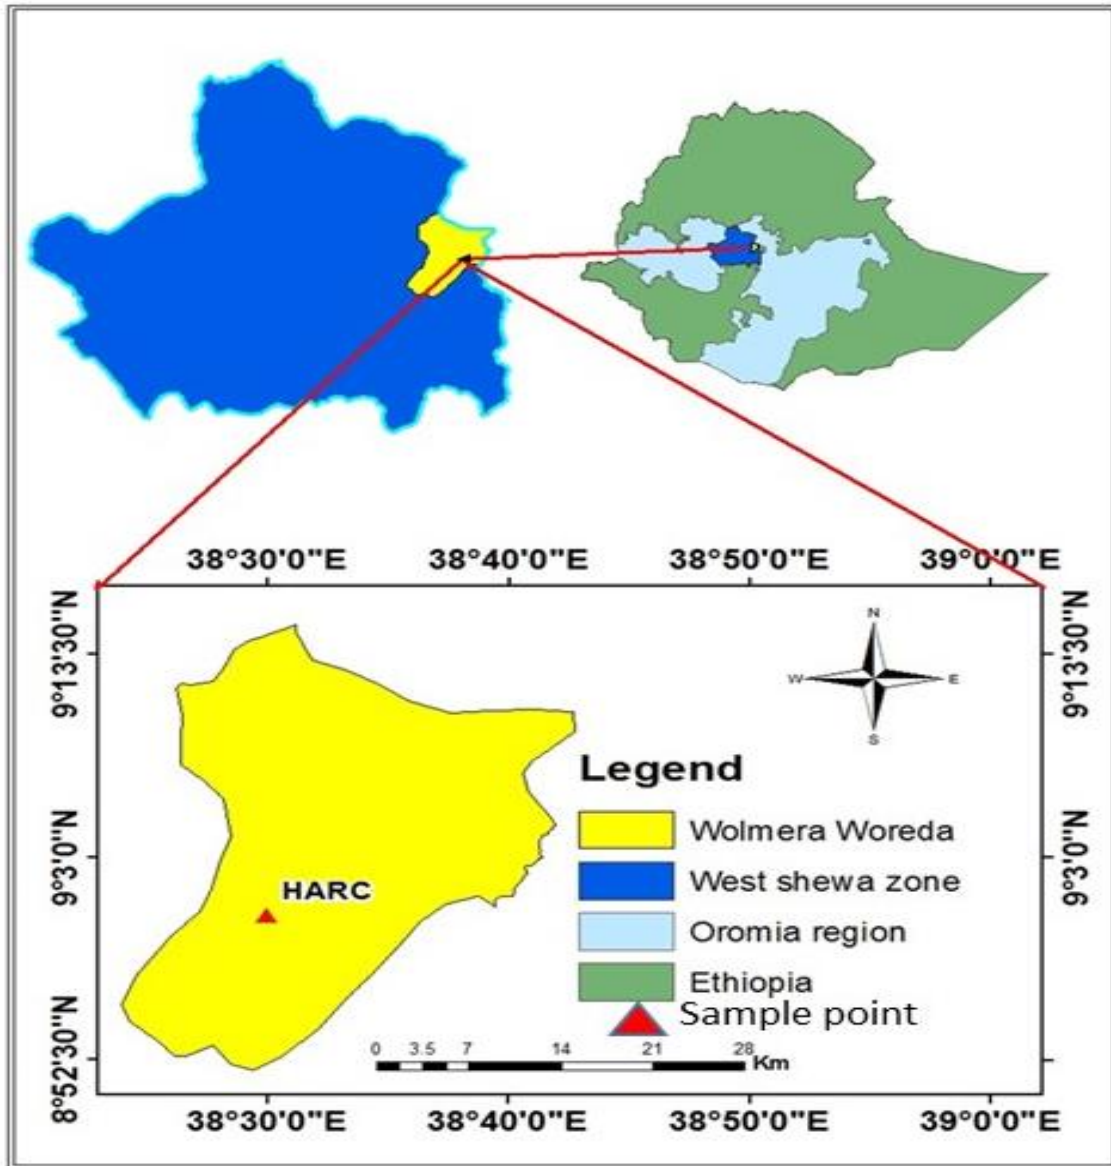 38°30'0"E 38°40'0"E 38°50'0"E 39°0'0"E
9°13'30"N
9°13'30"N
N
W E
S
Legend
Wolmera Woreda
9°3'0"N
9°3'0"N
West shewa zone
HARC
Oromia region
Ethiopia
Sample point
0 3.5 7 14 21 28
Km
8°52'30"N
38°30'0"E 38°40'0"E 38°50'0"E 39°0'0"E